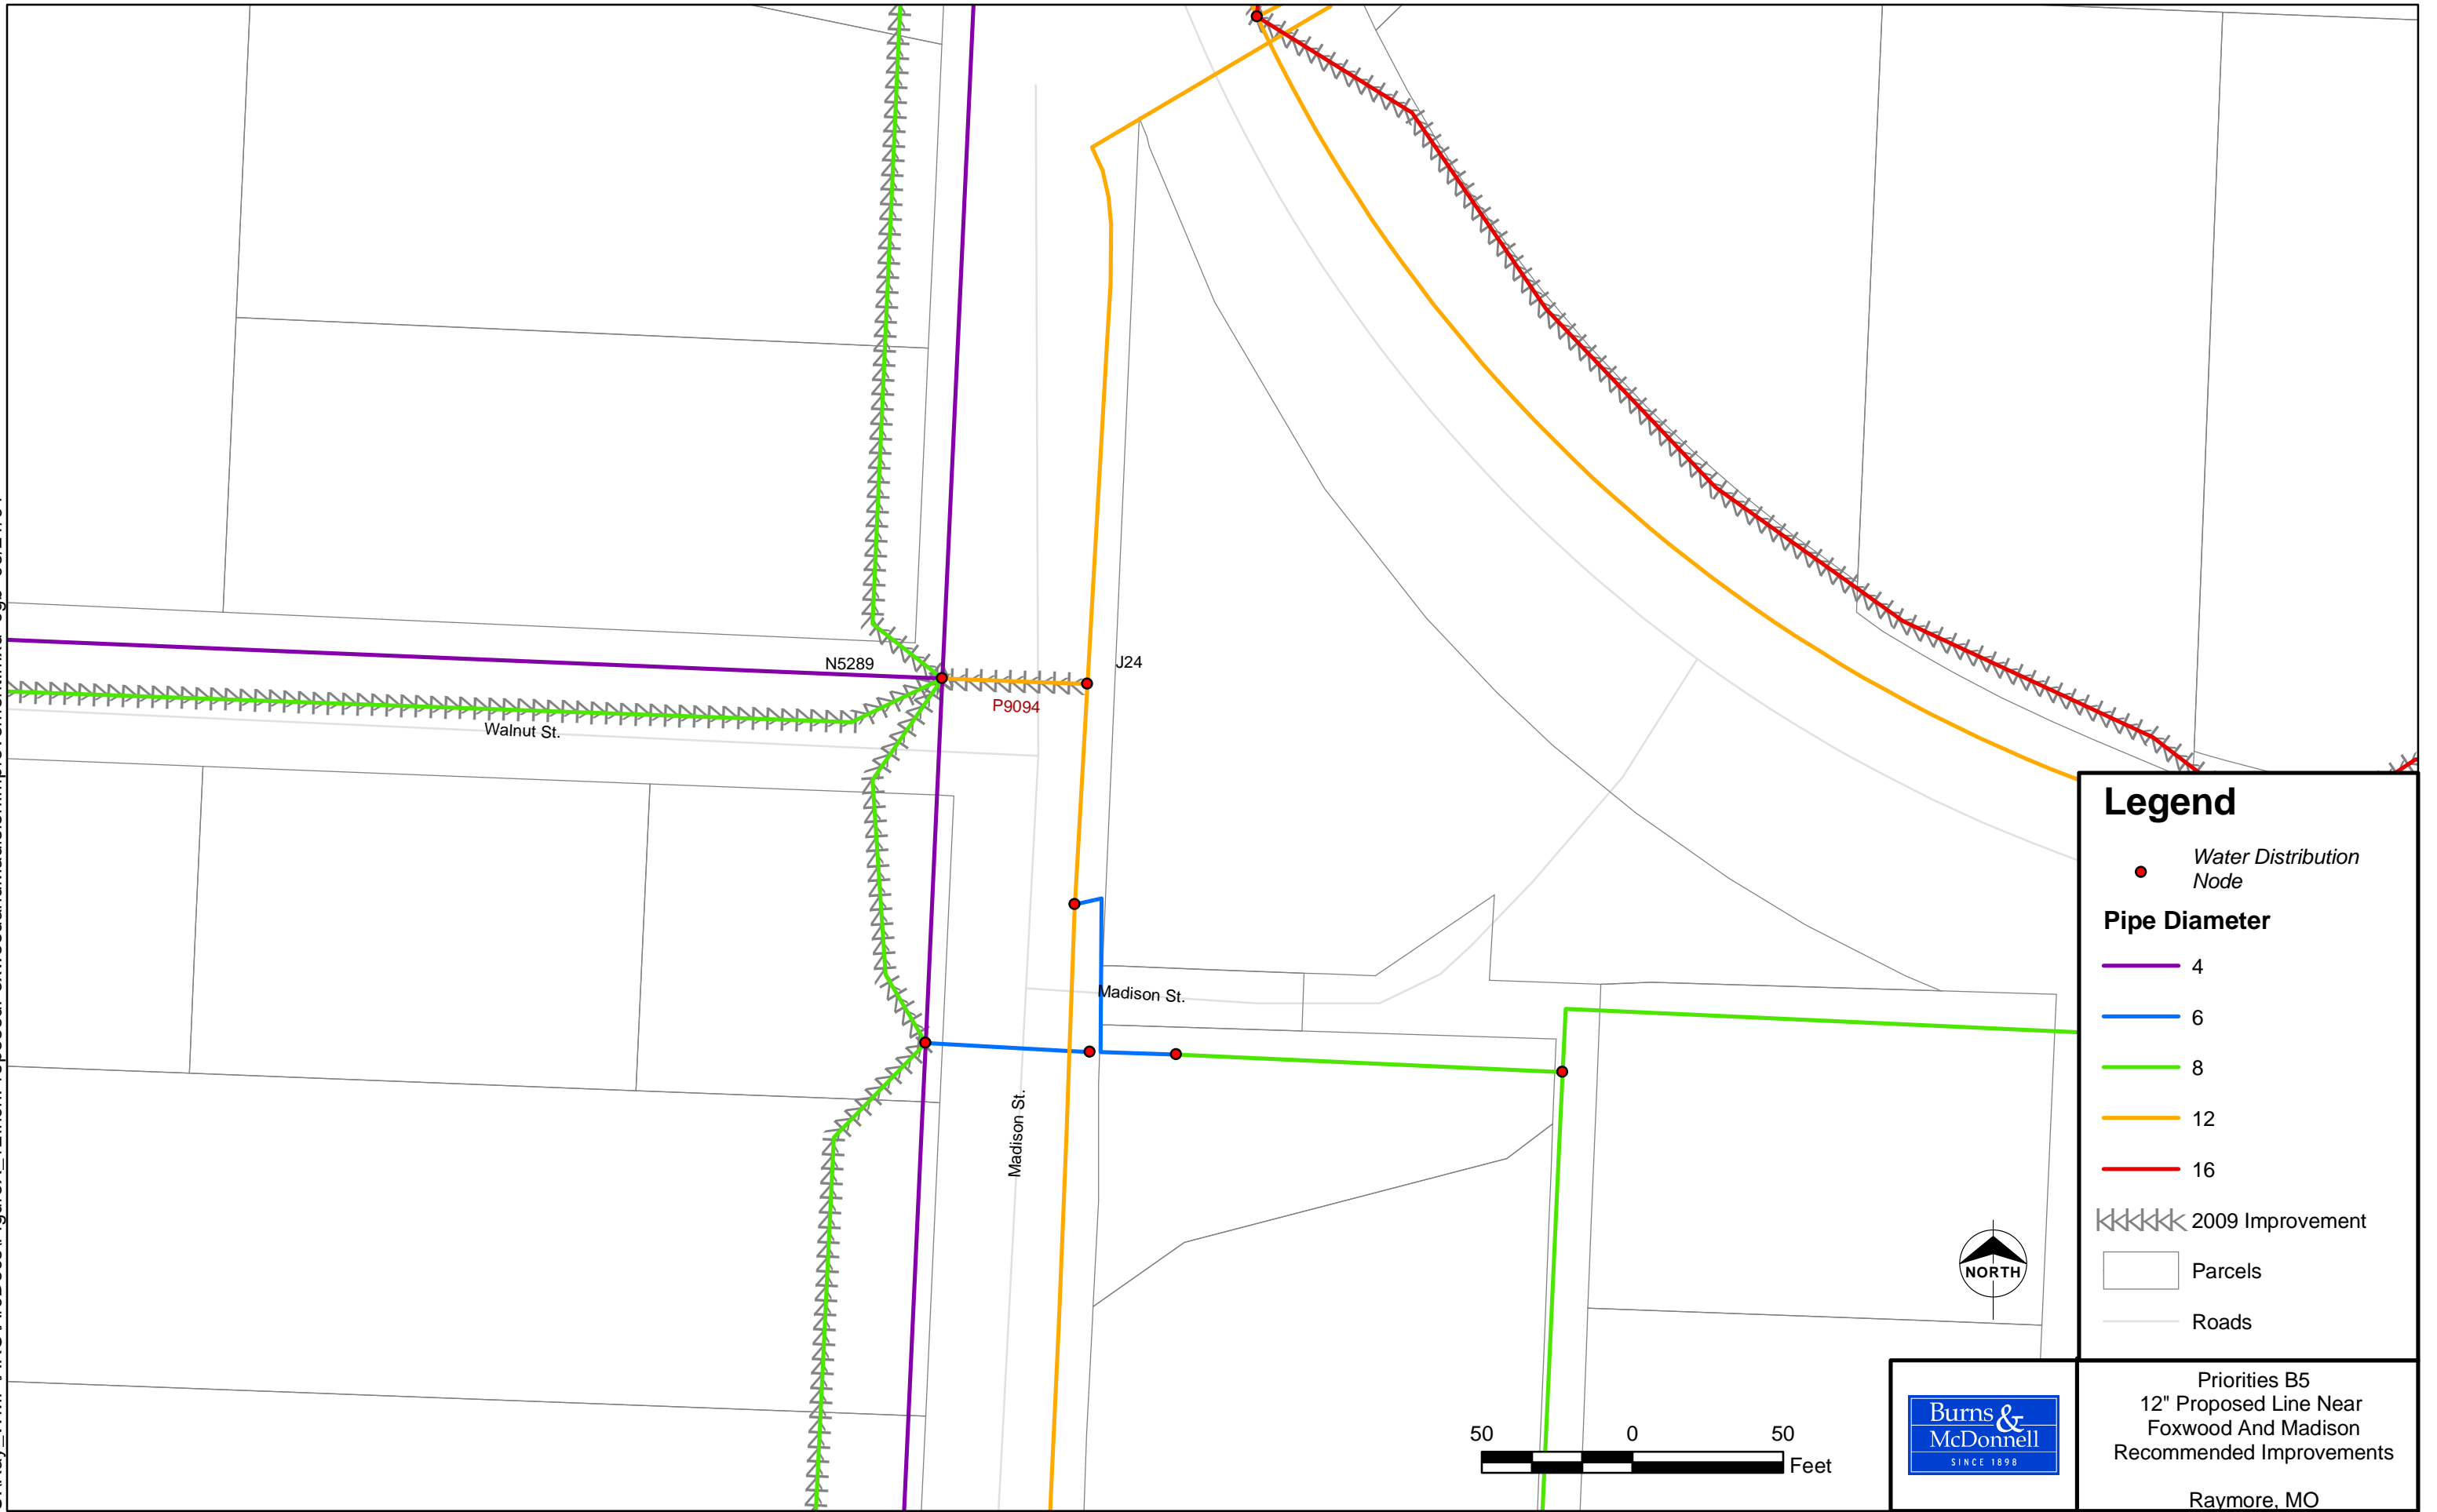 N5289
J24
P9094
Walnut St.
Madison St.
Madison St.
Legend
Water Distribution
Node
Pipe Diameter
4
6
8
12
16
2009 Improvement
Parcels
Roads
NORTH
50 0 50
Feet
Burns &
McDonnell
SINCE 1898
Priorities B5
12" Proposed Line Near
Foxwood And Madison
Recommended Improvements
Raymore, MO